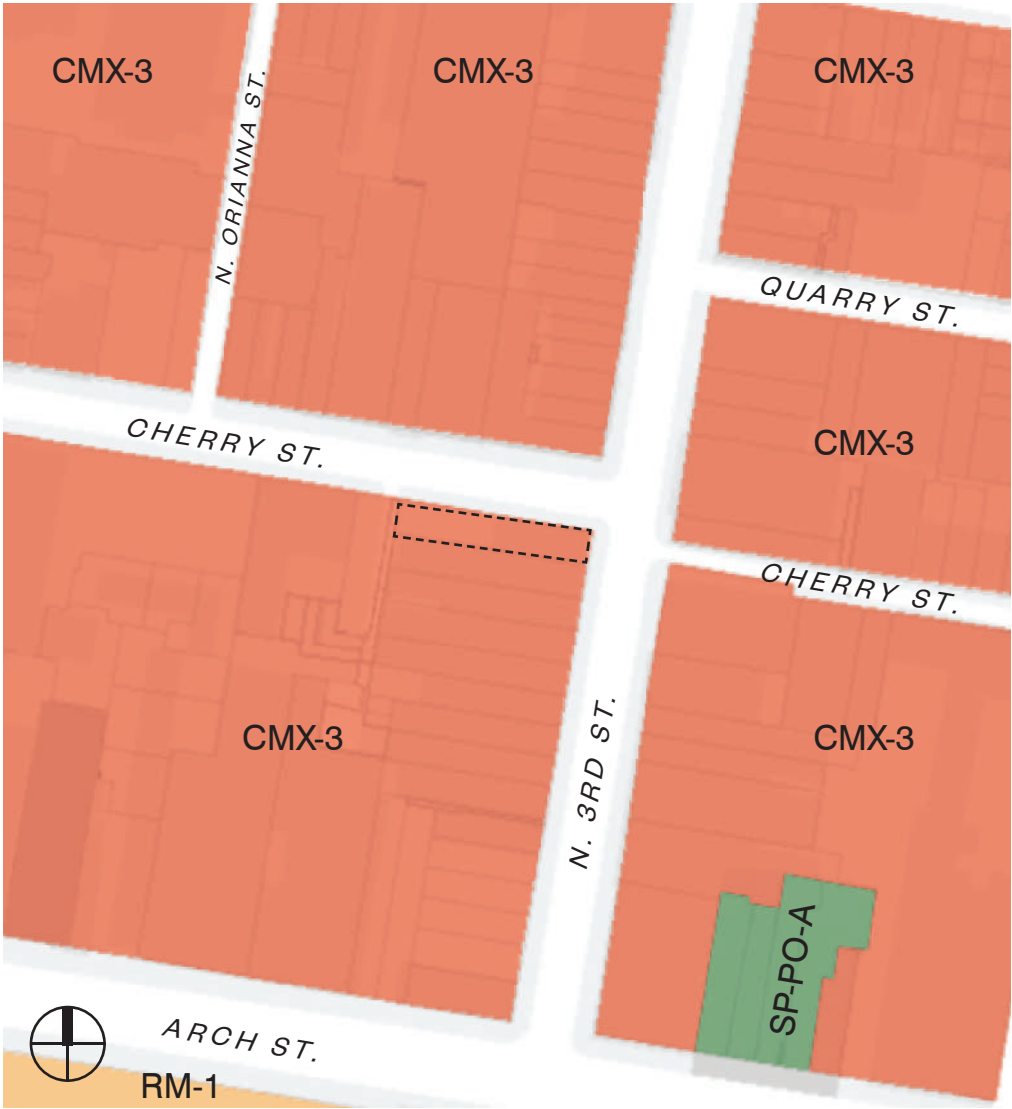 CMX-3
CMX-3
CMX-3
N. ORIANNA ST.
QUARRY ST.
CHERRY ST.
CMX-3
CHERRY ST.
CMX-3
N. 3RD ST.
CMX-3
SP-PO-A
ARCH ST.
RM-1